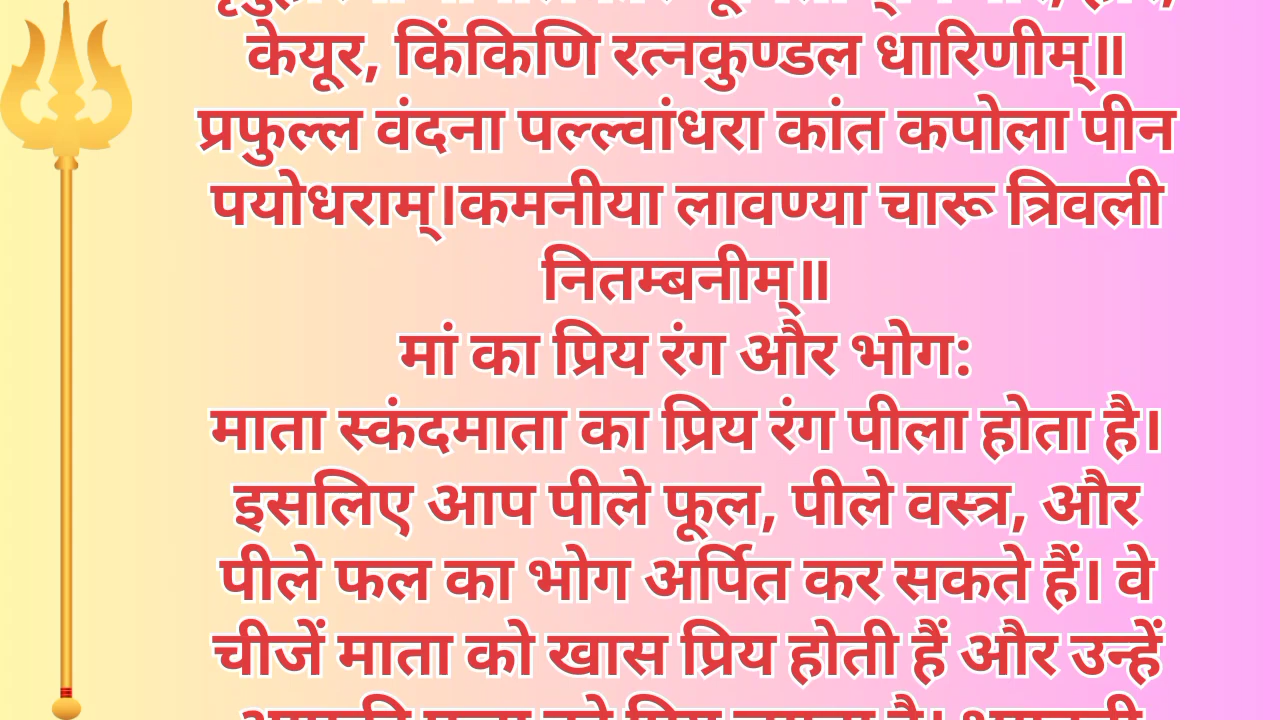 केयूर, किंकिणि रत्नकुण्डल धारिणीम्॥
प्रफुल्ल वंदना पल्ल्वांधरा कांत कपोला पीन
पयोधराम्।कमनीया लावण्या चारू त्रिवली
नितम्बनीम्॥
मां का प्रिय रंग और भोग:
माता स्कंदमाता का प्रिय रंग पीला होता है।
इसलिए आप पीले फूल, पीले वस्त्र, और
पीले फल का भोग अर्पित कर सकते हैं। वे
चीजें माता को खास प्रिय होती हैं और उन्हें